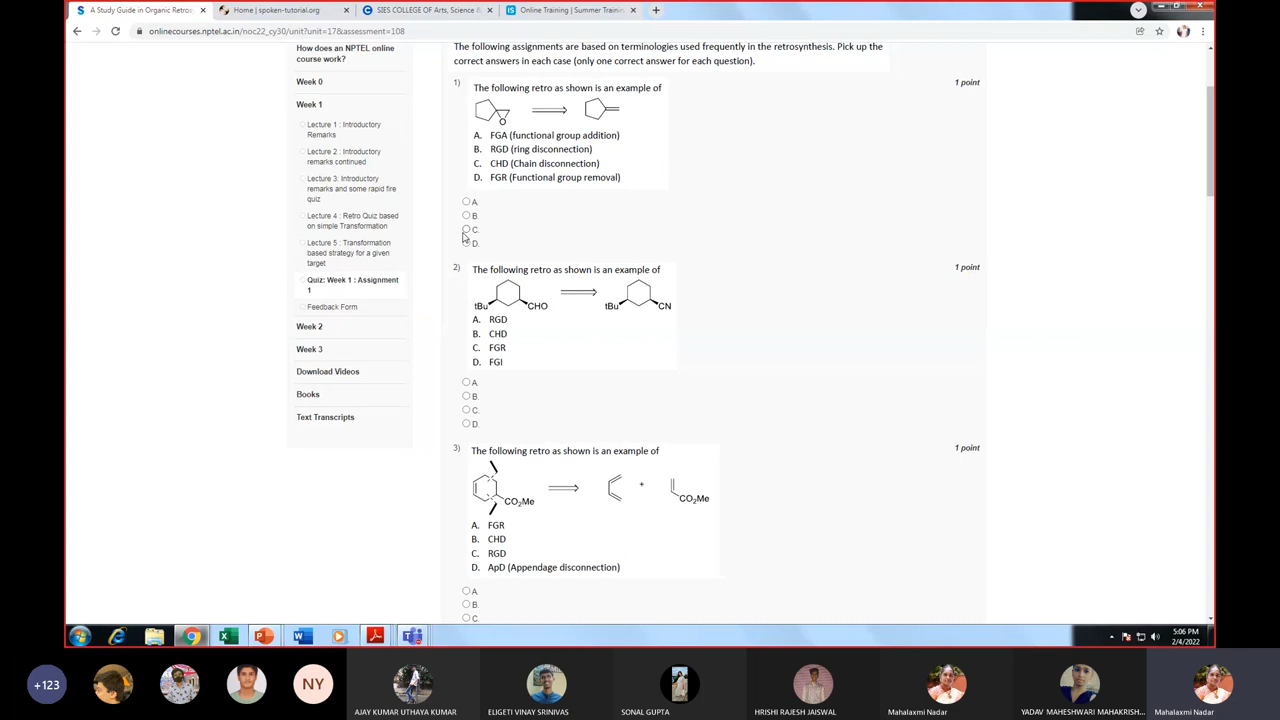 A Study Guide in Organic Retros
Home | spoken-tutorial.org
SIES COLLEGE OF Arts, Science &
Online Training | Summer Trainin
onlinecourses.nptel.ac.in/noc22_cy30/unit?unit=17&assessment=108
How does an NPTEL online
course work?
Week 0
Week 1
Lecture 1 : Introductory
Remarks
Lecture 2 : Introductory
remarks continued
Lecture 3: Introductory
remarks and some rapid fire
quiz
Lecture 4 : Retro Quiz based
on simple Transformation
Lecture 5 : Transformation
based strategy for a given
target
Quiz: Week 1 : Assignment
1
Feedback Form
Week 2
Week 3
Download Videos
Books
Text Transcripts
The following assignments are based on terminologies used frequently in the retrosynthesis. Pick up the
correct answers in each case (only one correct answer for each question).
1) The following retro as shown is an example of 1 point
O
A. FGA (functional group addition)
B. RGD (ring disconnection)
C. CHD (Chain disconnection)
D. FGR (Functional group removal)
A.
B.
C.
D.
2) The following retro as shown is an example of 1 point
tBu CHO tBu CN
A. RGD
B. CHD
C. FGR
D. FGI
A.
B.
C.
D.
3) The following retro as shown is an example of 1 point
CO2Me + CO2Me
A. FGR
B. CHD
C. RGD
D. ApD (Appendage disconnection)
A.
B.
C.
5:06 PM
2/4/2022
+123
NY
AJAY KUMAR UTHAYA KUMAR
ELIGETI VINAY SRINIVAS
SONAL GUPTA
HRISHI RAJESH JAISWAL
Mahalaxmi Nadar
YADAV MAHESHWARI MAHAKRISH...
Mahalaxmi Nadar